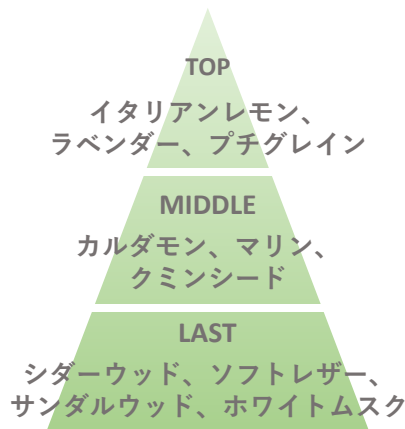 TOP
イタリアンレモン、
ラベンダー、プチグレイン
MIDDLE
カルダモン、マリン、
クミンシード
LAST
シダーウッド、ソフトレザー、
サンダルウッド、ホワイトムスク